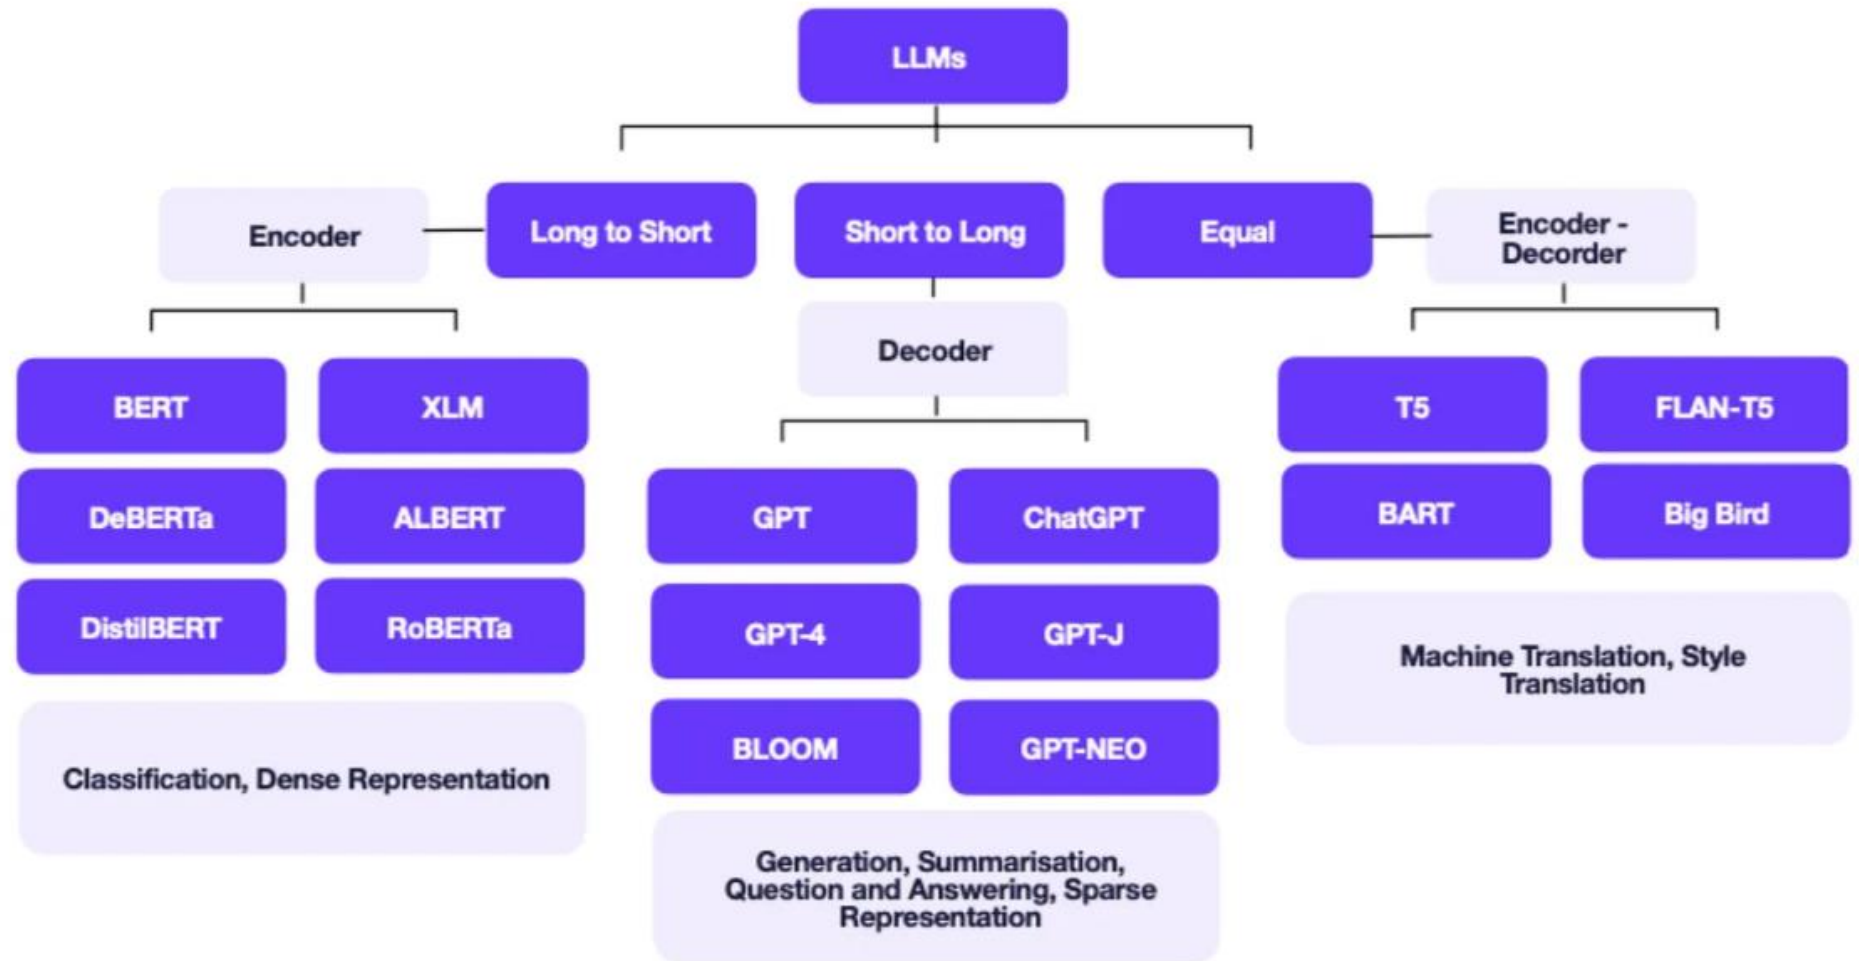 LLMs
Encoder
Long to Short
Short to Long
Equal
Encoder -
Decorder
Decoder
BERT
XLM
T5
FLAN-T5
DeBERTa
ALBERT
GPT
ChatGPT
BART
Big Bird
DistilBERT
RoBERTa
GPT-4
GPT-J
Machine Translation, Style
Translation
BLOOM
GPT-NEO
Classification, Dense Representation
Generation, Summarisation,
Question and Answering, Sparse
Representation